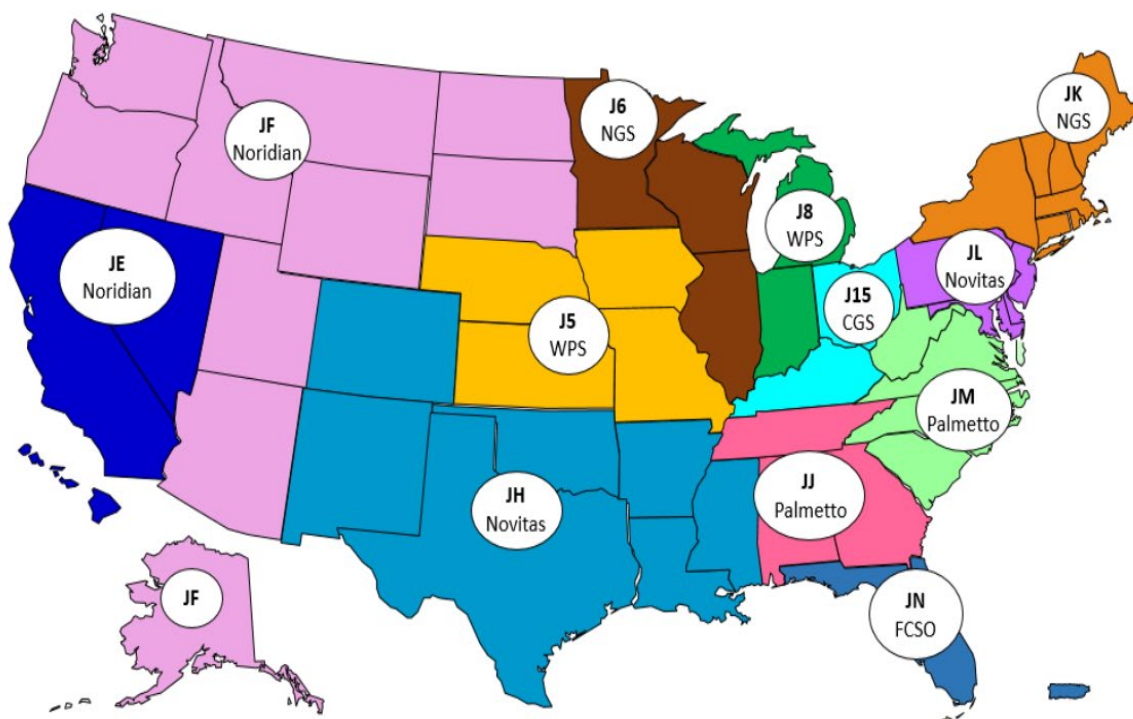 JF
Noridian
J6
NGS
JK
NGS
JE
Noridian
J8
WPS
JL
Novitas
J15
CGS
J5
WPS
JM
Palmetto
JH
Novitas
JJ
Palmetto
JF
JN
FCSO